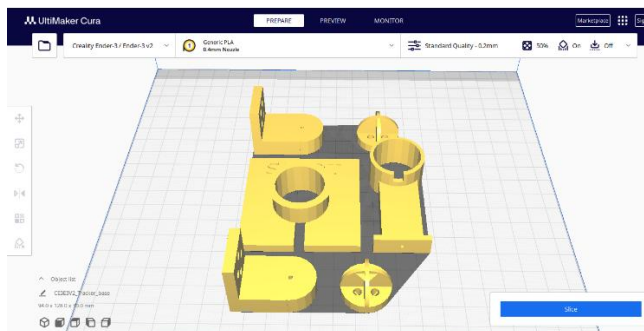 UltiMaker Cura
PREPARE
PREVIEW
MONITOR
Marketplace
Creality Ender-3 / Ender-3 v2
Generic PLA
0.4mm Nozzle
Standard Quality - 0.2mm
50%
On
Off
Object list
Slice